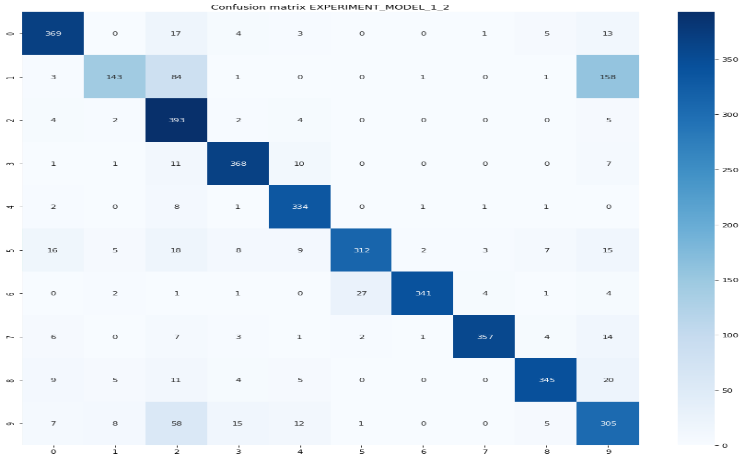 Confusion matrix EXPERIMENT_MODEL_1_2
0 369 0 17 4 3 0 0 1 5 13
1 3 143 84 1 0 0 1 0 1 158
2 4 2 393 2 4 0 0 0 0 5
3 1 1 11 368 10 0 0 0 0 7
4 2 0 8 1 334 0 1 1 1 0
5 16 5 18 8 9 312 2 3 7 15
6 0 2 1 1 0 27 341 4 1 4
7 6 0 7 3 1 2 1 357 4 14
8 9 5 11 4 5 0 0 0 345 20
9 7 8 58 15 12 1 0 0 5 305
0 1 2 3 4 5 6 7 8 9
350
300
250
200
150
100
50
0